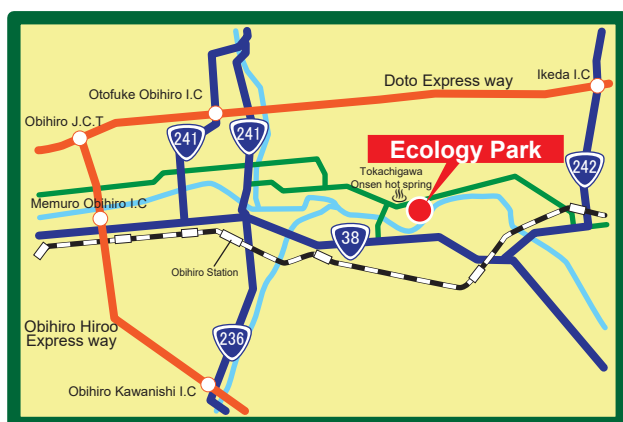 Ikeda I.C
Doto Express way
Otofuke Obihiro I.C
Obihiro J.C.T
241
241
Ecology Park
Tokachigawa
Onsen hot spring
242
Memuro Obihiro I.C
38
Obihiro Station
Obihiro Hiroo
Express way
236
Obihiro Kawanishi I.C